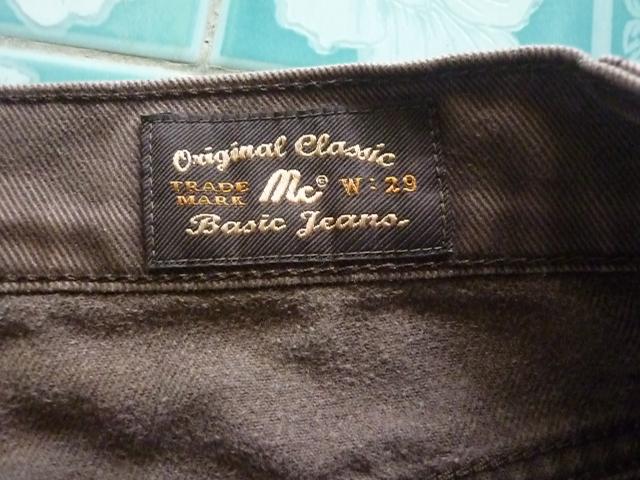 Original Classic
TRADE MARK Mc® W: 29
Basic Jeans